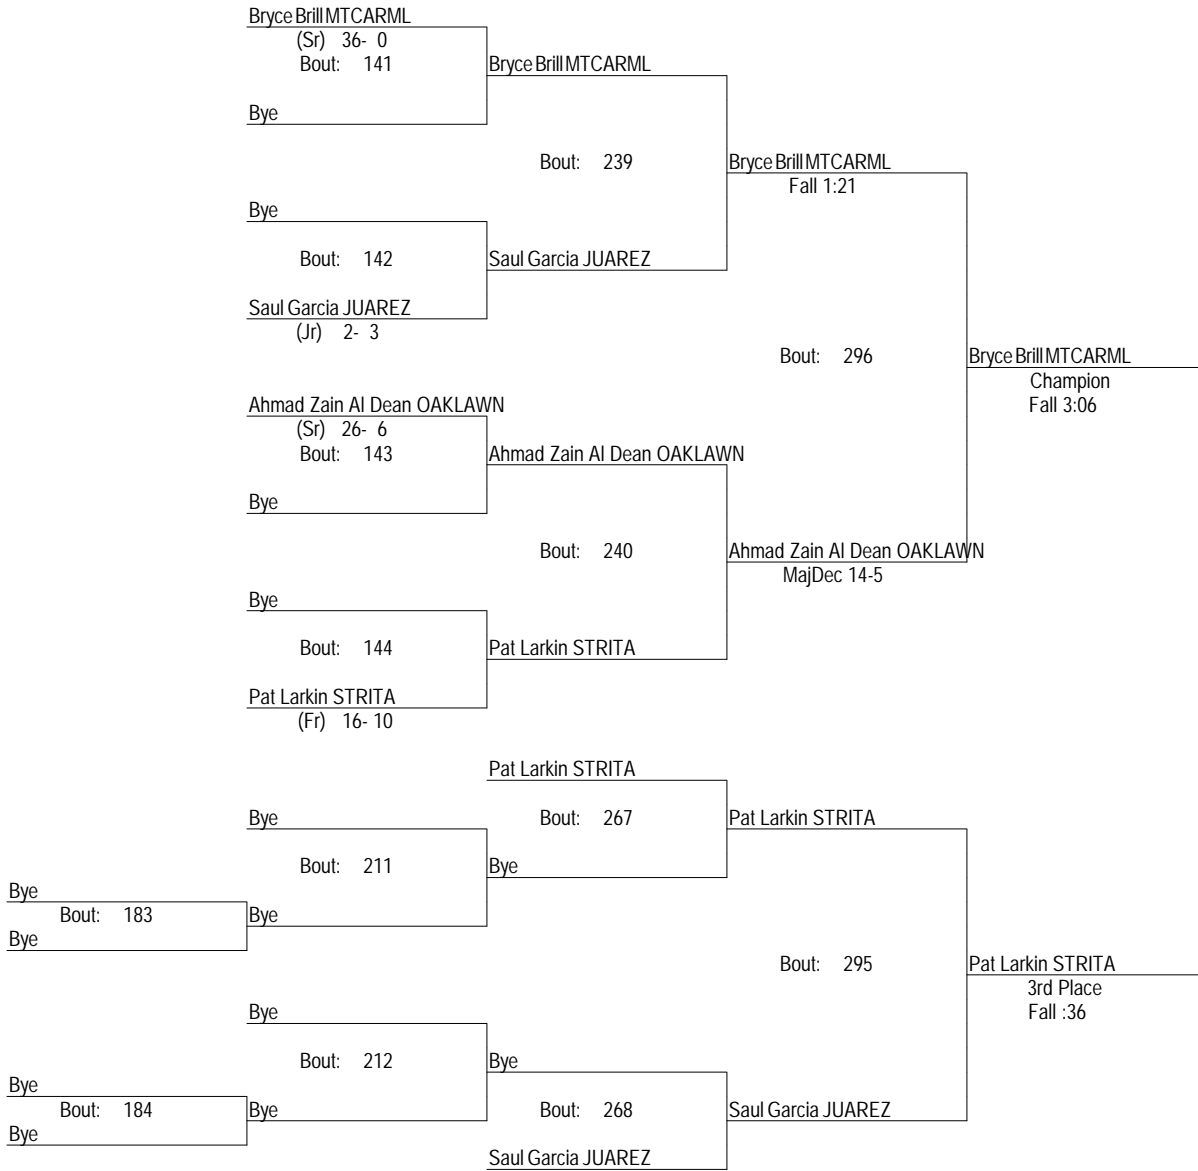 Bryce Brill MTCARML
(Sr) 36- 0
Bout: 141
Bryce Brill MTCARML
Bye
Bout: 239
Bryce Brill MTCARML
Fall 1:21
Bye
Bout: 142
Saul Garcia JUAREZ
Saul Garcia JUAREZ
(Jr) 2- 3
Bout: 296
Bryce Brill MTCARML
Champion
Fall 3:06
Ahmad Zain Al Dean OAKLAWN
(Sr) 26- 6
Bout: 143
Ahmad Zain Al Dean OAKLAWN
Bye
Bout: 240
Ahmad Zain Al Dean OAKLAWN
MajDec 14-5
Bye
Bout: 144
Pat Larkin STRITA
Pat Larkin STRITA
(Fr) 16- 10
Pat Larkin STRITA
Bye
Bout: 267
Pat Larkin STRITA
Bout: 211
Bye
Bye
Bout: 183
Bye
Bye
Bout: 295
Pat Larkin STRITA
3rd Place
Fall :36
Bye
Bout: 212
Bye
Bye
Bout: 184
Bye
Bout: 268
Saul Garcia JUAREZ
Bye
Saul Garcia JUAREZ